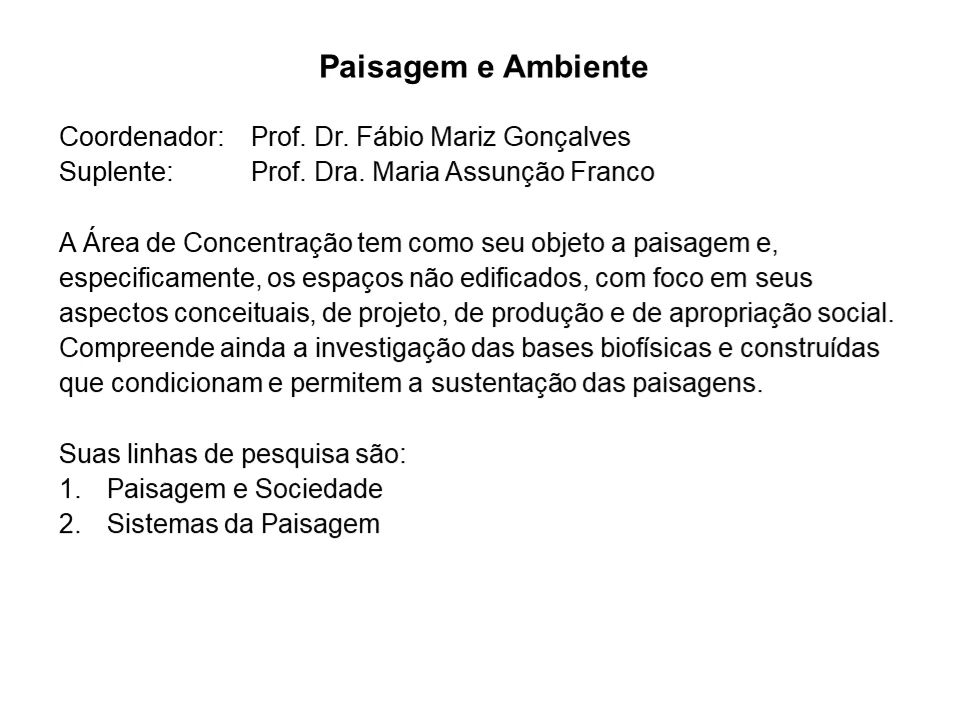 Paisagem e Ambiente
Coordenador: Prof. Dr. Fábio Mariz Gonçalves
Suplente: Prof. Dra. Maria Assunção Franco
A Área de Concentração tem como seu objeto a paisagem e,
especificamente, os espaços não edificados, com foco em seus
aspectos conceituais, de projeto, de produção e de apropriação social.
Compreende ainda a investigação das bases biofísicas e construídas
que condicionam e permitem a sustentação das paisagens.
Suas linhas de pesquisa são:
1. Paisagem e Sociedade
2. Sistemas da Paisagem